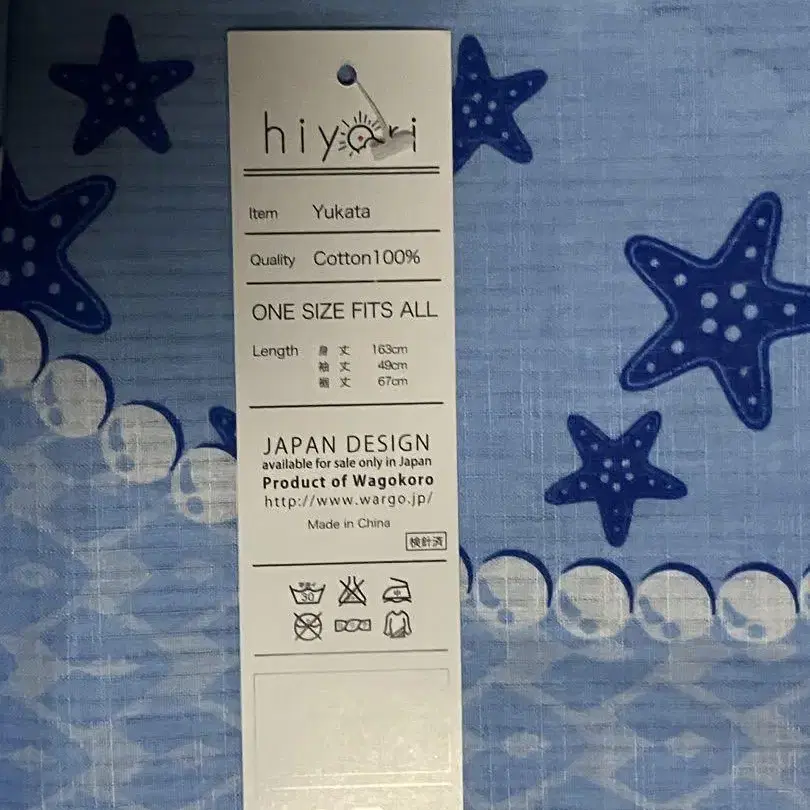 hiyori
Item Yukata
Quality Cotton100%
ONE SIZE FITS ALL
Length 身丈 163cm
袖丈 49cm
裾丈 67cm
JAPAN DESIGN
available for sale only in Japan
Product of Wagokoro
http://www.wargo.jp/
Made in China
検針済
30